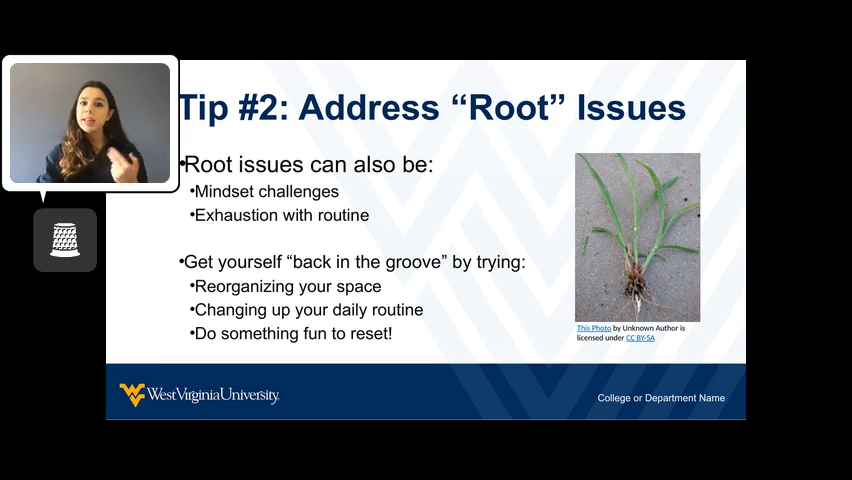 Tip #2: Address “Root” Issues
•Root issues can also be:
•Mindset challenges
•Exhaustion with routine
•Get yourself “back in the groove” by trying:
•Reorganizing your space
•Changing up your daily routine
•Do something fun to reset!
This Photo by Unknown Author is
licensed under CC BY-SA
WestVirginiaUniversity.
College or Department Name